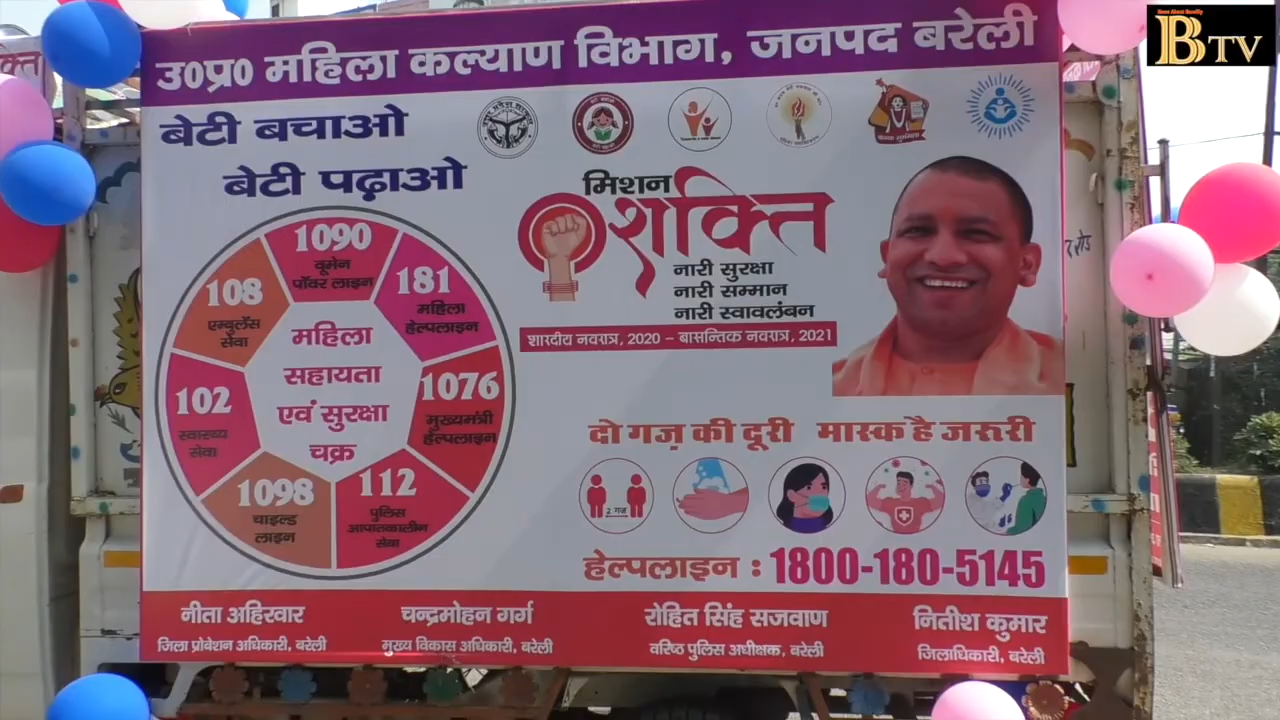 News About Bareilly
BTV
उ0प्र0 महिला कल्याण विभाग, जनपद बरेली
बेटी बचाओ
बेटी पढ़ाओ
मिशन
शक्ति
नारी सुरक्षा
नारी सम्मान
नारी स्वावलंबन
शारदीय नवरात्र, 2020 – बासन्तिक नवरात्र, 2021
1090
वूमेन
पॉवर लाइन
181
महिला
हेल्पलाइन
1076
मुख्यमंत्री
हेल्पलाइन
112
पुलिस
आपातकालीन
सेवा
1098
चाइल्ड
लाइन
102
स्वास्थ्य
सेवा
108
एम्बुलेंस
सेवा
महिला
सहायता
एवं सुरक्षा
चक्र
दो गज़ की दूरी मास्क है जरूरी
2 गज
हेल्पलाइन : 1800-180-5145
नीता अहिरवार
जिला प्रोबेशन अधिकारी, बरेली
चन्द्रमोहन गर्ग
मुख्य विकास अधिकारी, बरेली
रोहित सिंह सजवाण
वरिष्ठ पुलिस अधीक्षक, बरेली
नितीश कुमार
जिलाधिकारी, बरेली